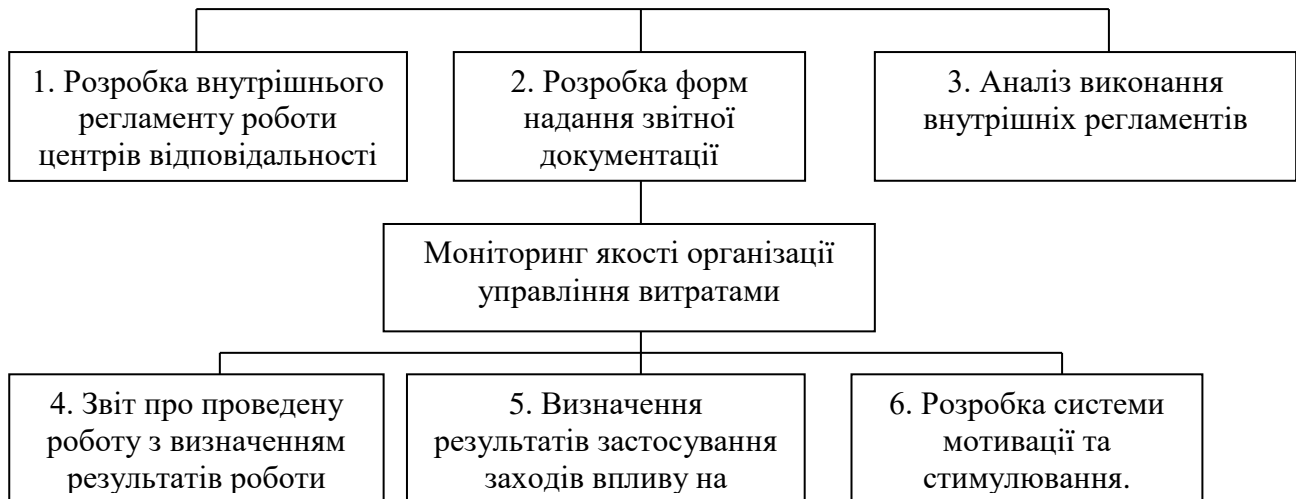 1. Розробка внутрішнього
регламенту роботи
центрів відповідальності
2. Розробка форм
надання звітної
документації
3. Аналіз виконання
внутрішніх регламентів
Моніторинг якості організації
управління витратами
4. Звіт про проведену
роботу з визначенням
результатів роботи
5. Визначення
результатів застосування
заходів впливу на
6. Розробка системи
мотивації та
стимулювання.